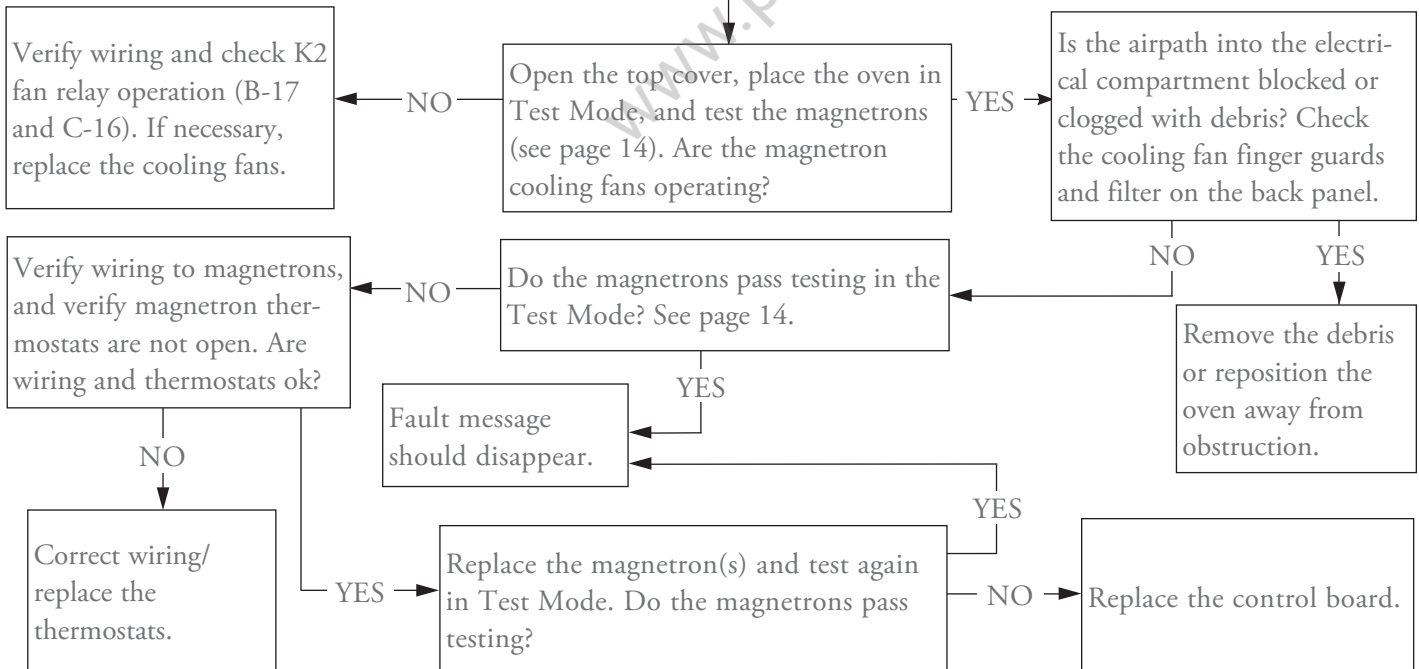 Verify wiring and check K2
fan relay operation (B-17
and C-16). If necessary,
replace the cooling fans.
NO
Open the top cover, place the oven in
Test Mode, and test the magnetrons
(see page 14). Are the magnetron
cooling fans operating?
YES
Is the airpath into the electri-
cal compartment blocked or
clogged with debris? Check
the cooling fan finger guards
and filter on the back panel.
NO
YES
Verify wiring to magnetrons,
and verify magnetron ther-
mostats are not open. Are
wiring and thermostats ok?
NO
Do the magnetrons pass testing in the
Test Mode? See page 14.
Remove the debris
or reposition the
oven away from
obstruction.
YES
Fault message
should disappear.
NO
YES
Correct wiring/
replace the
thermostats.
YES
Replace the magnetron(s) and test again
in Test Mode. Do the magnetrons pass
testing?
NO
Replace the control board.
www.p